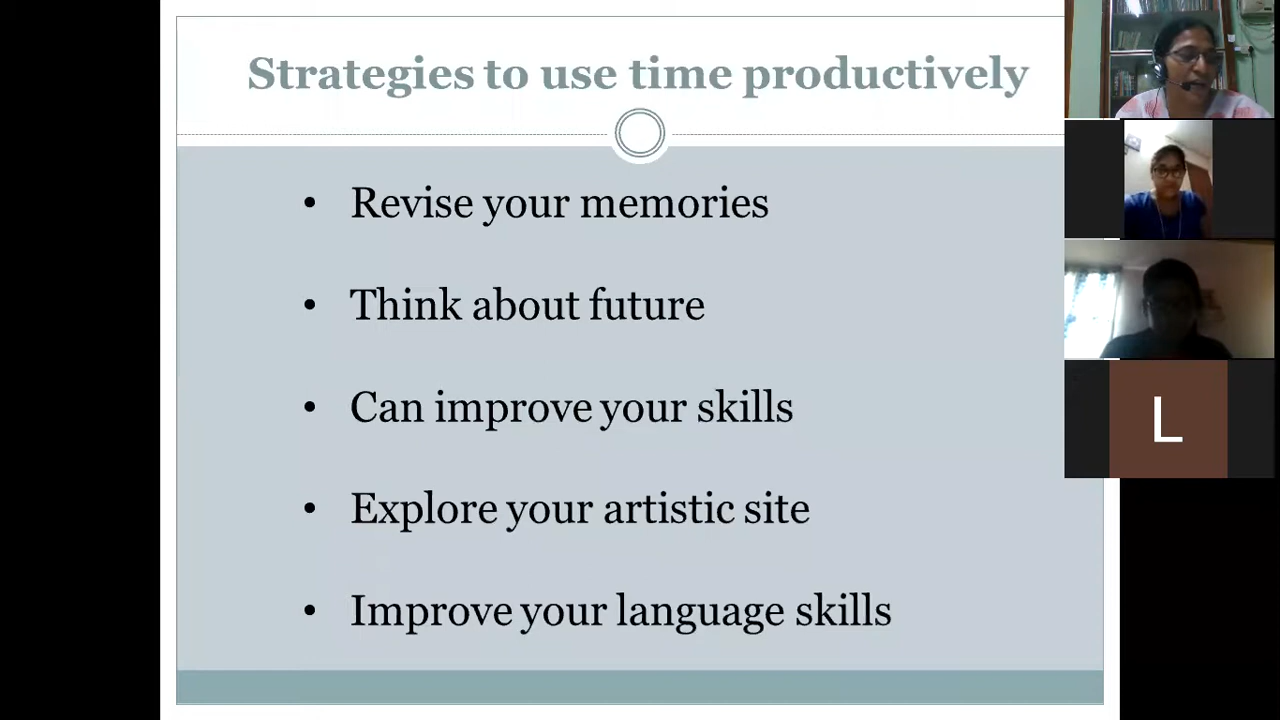 Strategies to use time productively
• Revise your memories
• Think about future
• Can improve your skills
• Explore your artistic site
• Improve your language skills
L